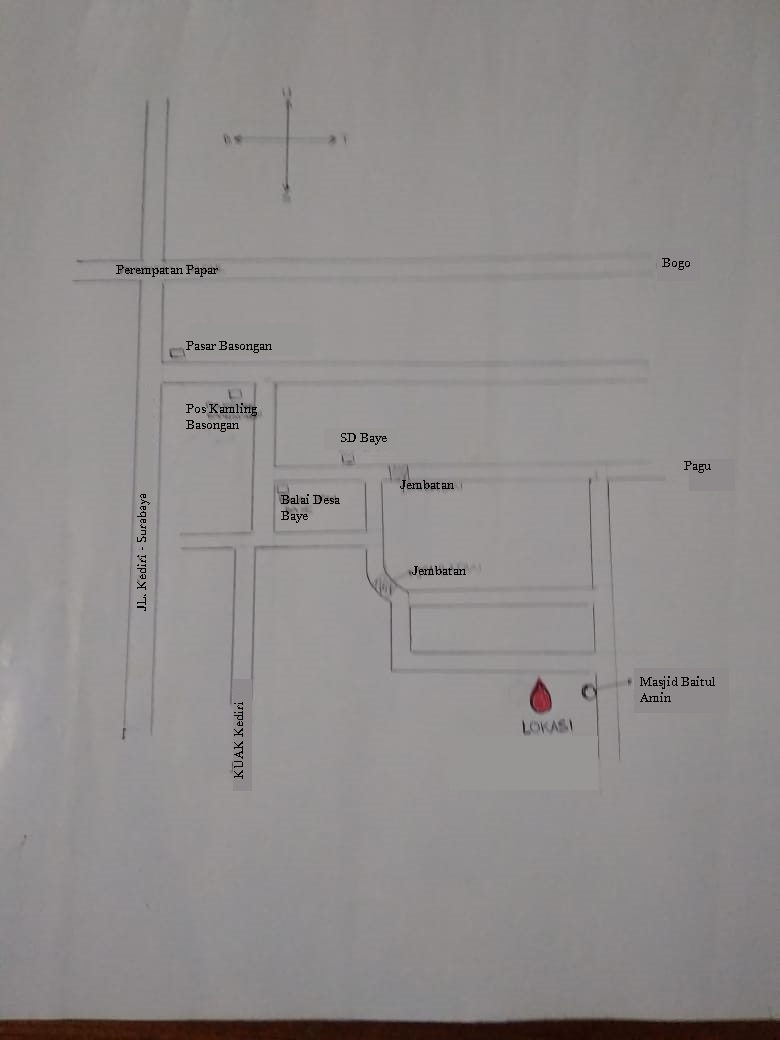 U
B
T
S
Perempatan Papar
Bogo
Pasar Basongan
Pos Kamling
Basongan
SD Baye
Pagu
Jembatan
Balai Desa
Baye
JL. Kediri - Surabaya
Jembatan
Masjid Baitul
Amin
LOKASI
KUAK Kediri